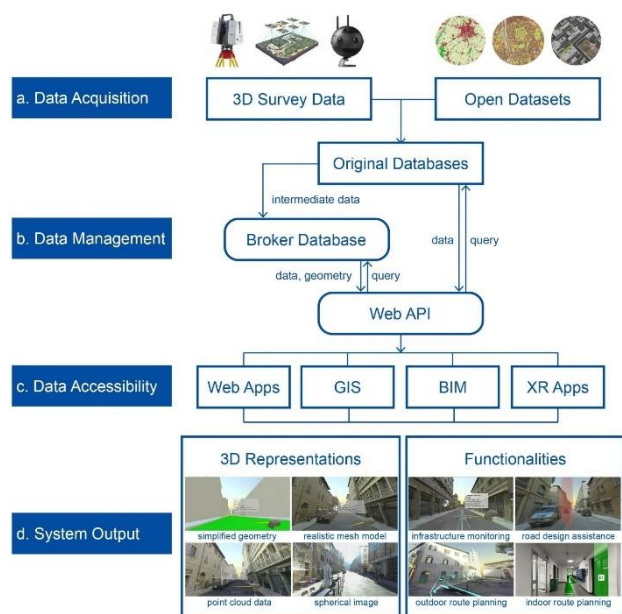 a. Data Acquisition
3D Survey Data
Open Datasets
Original Databases
intermediate data
b. Data Management
Broker Database
data
query
data, geometry
query
Web API
c. Data Accessibility
Web Apps
GIS
BIM
XR Apps
d. System Output
3D Representations
Functionalities
simplified geometry
realistic mesh model
infrastructure monitoring
road design assistance
point cloud data
spherical image
outdoor route planning
indoor route planning